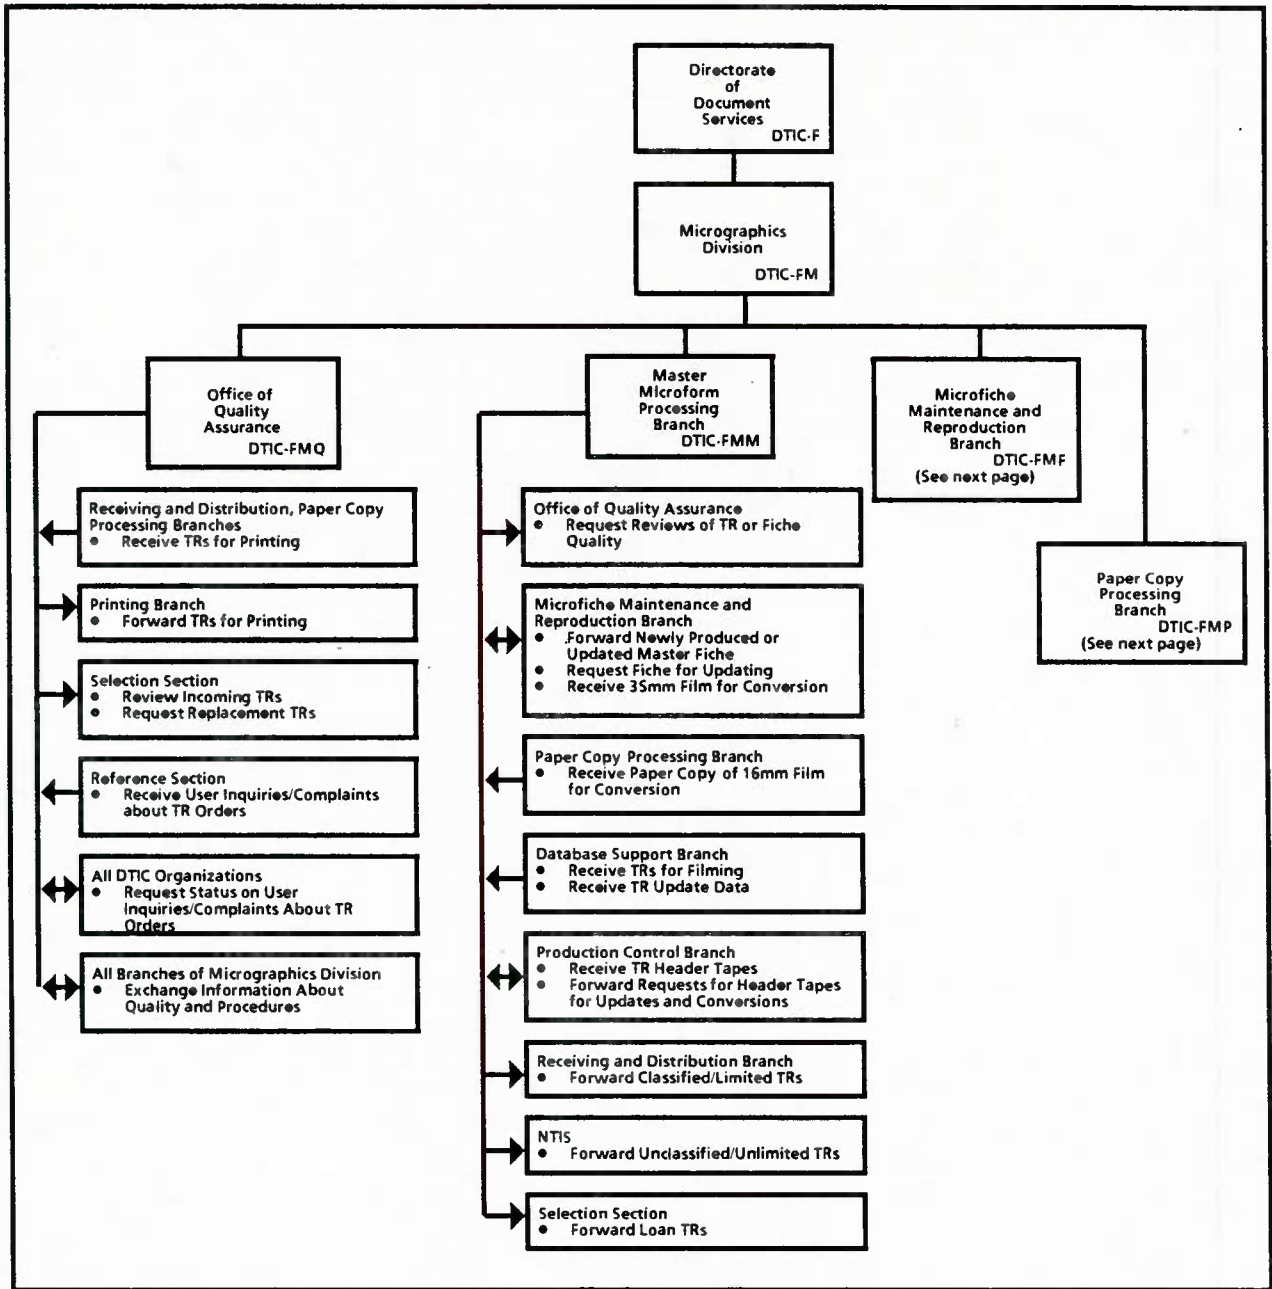 Directorate
of
Document
Services
DTIC-F
Micrographics
Division
DTIC-FM
Office of
Quality
Assurance
DTIC-FMQ
Receiving and Distribution, Paper Copy
Processing Branches
● Receive TRs for Printing
Printing Branch
● Forward TRs for Printing
Selection Section
● Review Incoming TRs
● Request Replacement TRs
Reference Section
● Receive User Inquiries/Complaints
about TR Orders
All DTIC Organizations
● Request Status on User
Inquiries/Complaints About TR
Orders
All Branches of Micrographics Division
● Exchange Information About
Quality and Procedures
Master
Microform
Processing
Branch
DTIC-FMM
Office of Quality Assurance
● Request Reviews of TR or Fiche
Quality
Microfiche Maintenance and
Reproduction Branch
● Forward Newly Produced or
Updated Master Fiche
● Request Fiche for Updating
● Receive 35mm Film for Conversion
Paper Copy Processing Branch
● Receive Paper Copy of 16mm Film
for Conversion
Database Support Branch
● Receive TRs for Filming
● Receive TR Update Data
Production Control Branch
● Receive TR Header Tapes
● Forward Requests for Header Tapes
for Updates and Conversions
Receiving and Distribution Branch
● Forward Classified/Limited TRs
NTIS
● Forward Unclassified/Unlimited TRs
Selection Section
● Forward Loan TRs
Microfiche
Maintenance and
Reproduction
Branch
DTIC-FMF
(See next page)
Paper Copy
Processing
Branch
DTIC-FMP
(See next page)